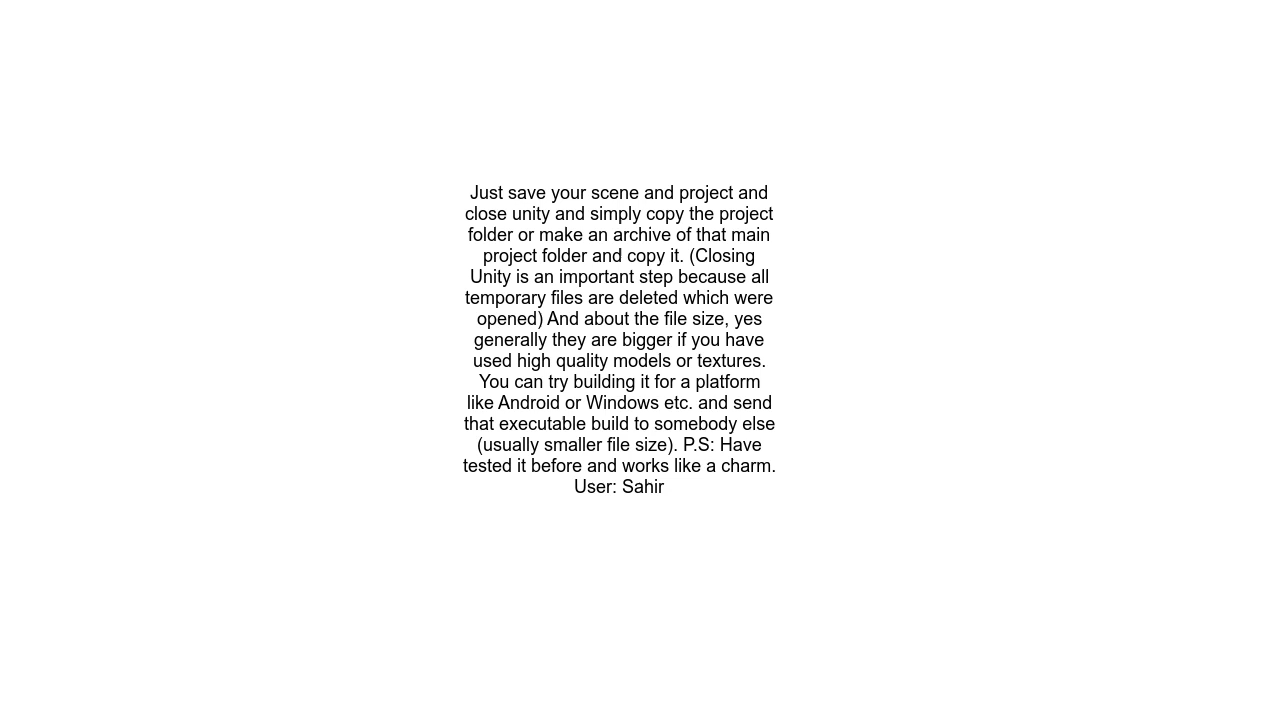 Just save your scene and project and
close unity and simply copy the project
folder or make an archive of that main
project folder and copy it. (Closing
Unity is an important step because all
temporary files are deleted which were
opened) And about the file size, yes
generally they are bigger if you have
used high quality models or textures.
You can try building it for a platform
like Android or Windows etc. and send
that executable build to somebody else
(usually smaller file size). P.S: Have
tested it before and works like a charm.
User: Sahir